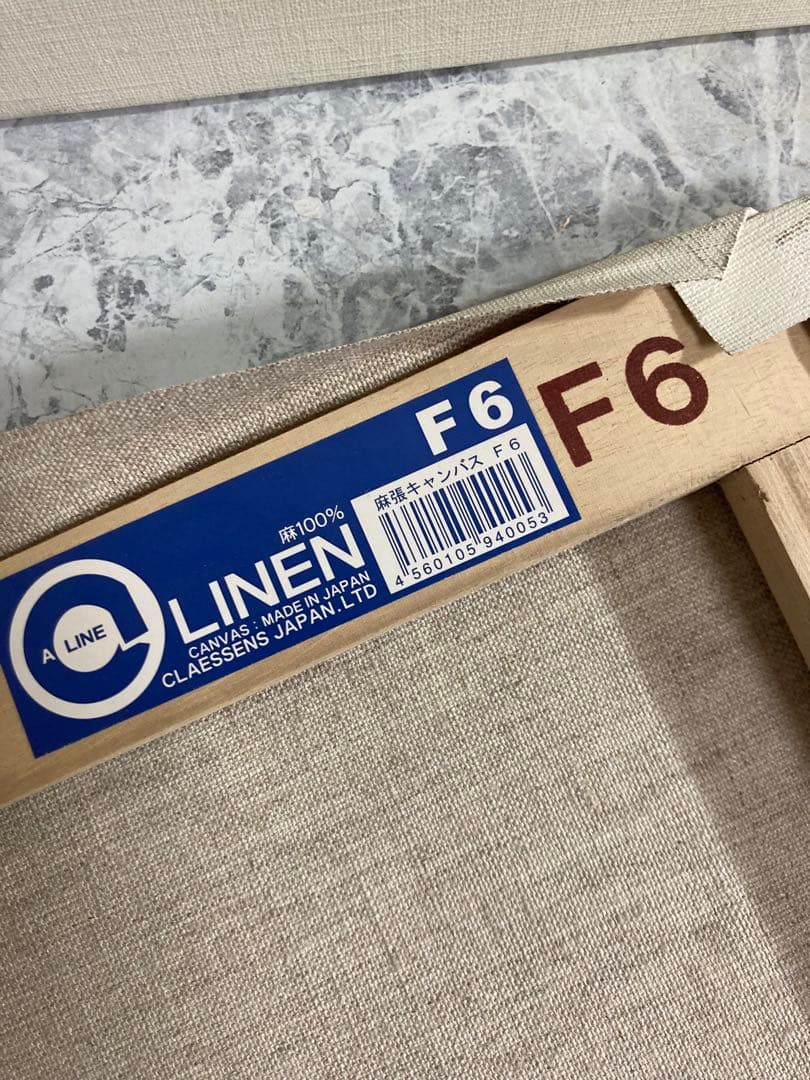 F6
F6
麻張キャンバス F6
4 560105 940053
麻100%
LINEN
CANVAS : MADE IN JAPAN
CLAESSENS JAPAN.LTD
A LINE